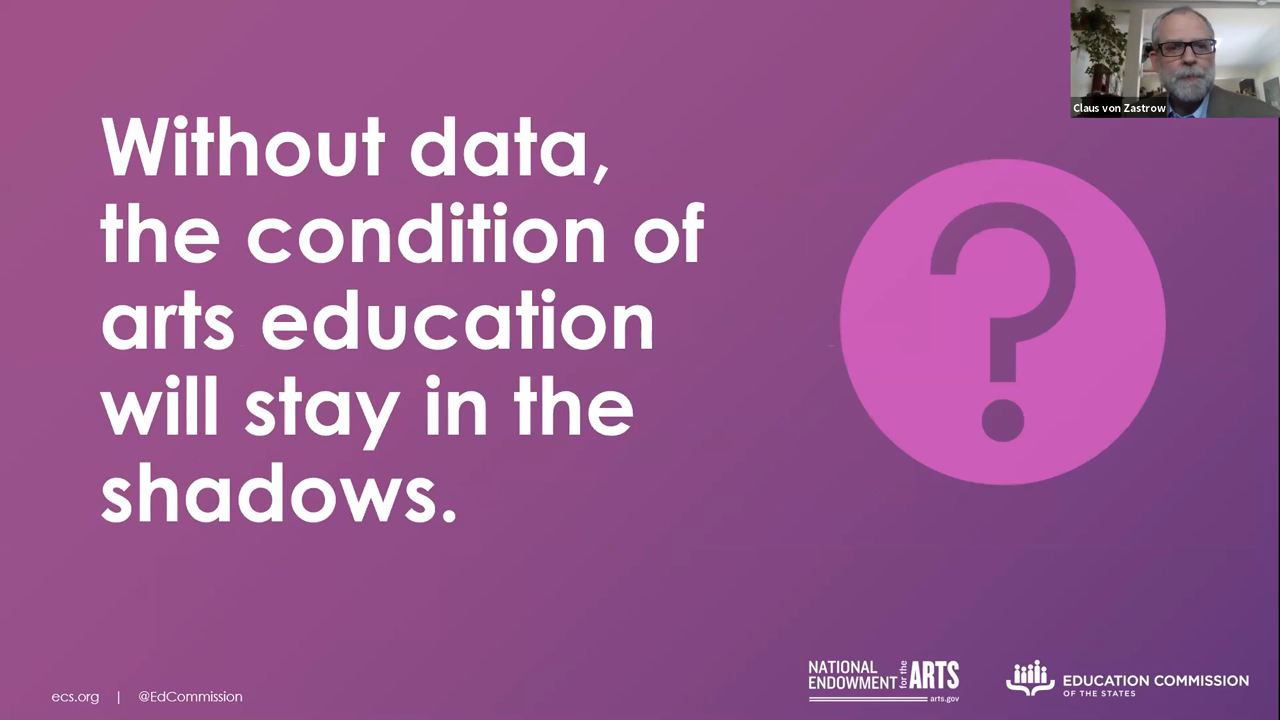 Claus von Zastrow
Without data,
the condition of
arts education
will stay in the
shadows.
?
ecs.org | @EdCommission
NATIONAL
ENDOWMENT for the ARTS
arts.gov
EDUCATION COMMISSION
OF THE STATES